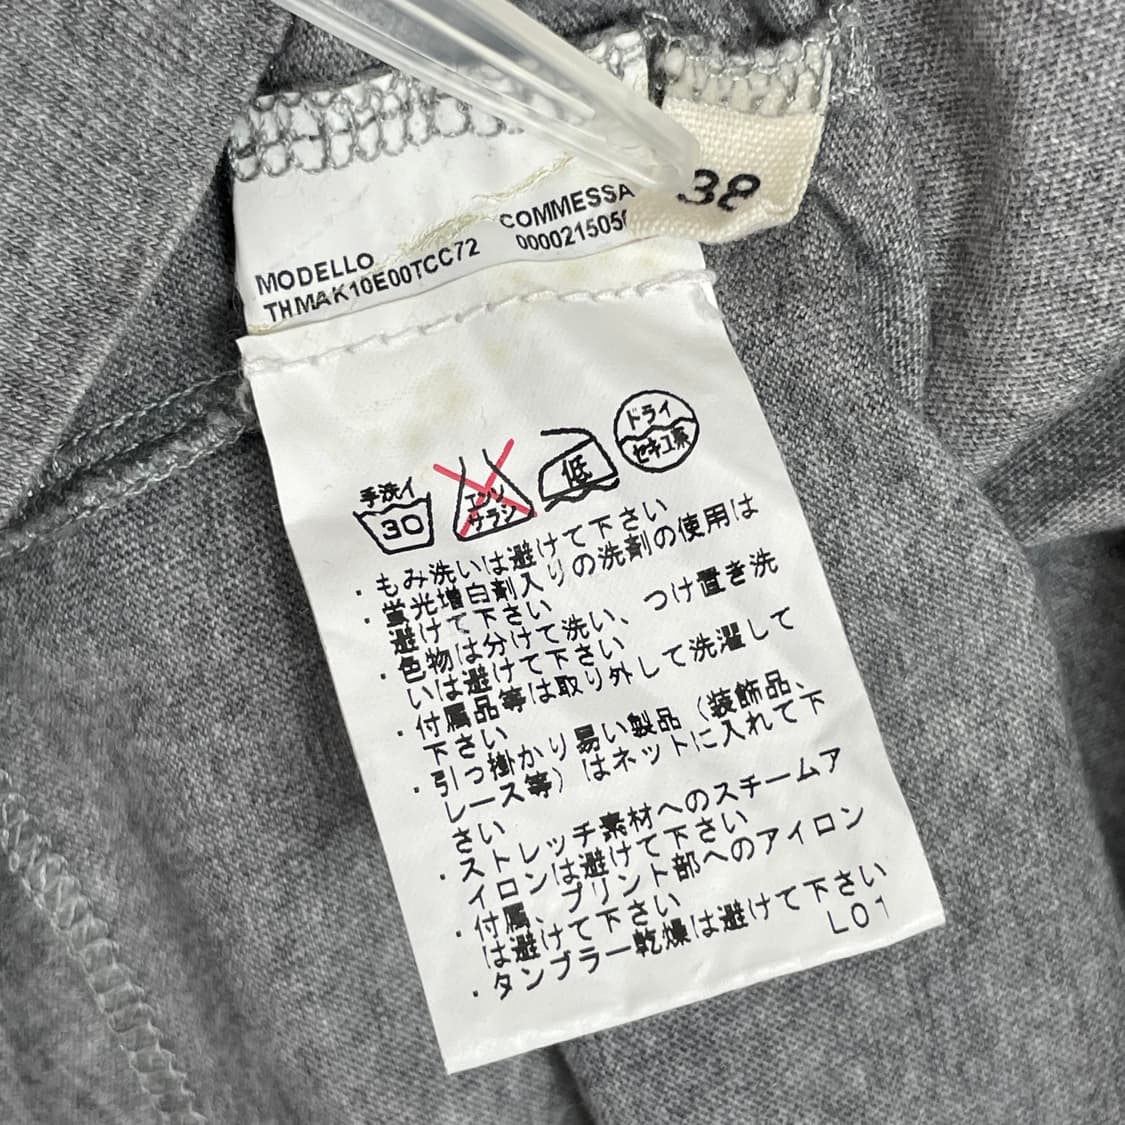 38
MODELLO COMMESSA
THMAK10E00TCC72 000021505
手洗イ
30
エンソ
サラシ
低
ドライ
セキユ系
・もみ洗いは避けて下さい
・蛍光増白剤入りの洗剤の使用は
避けて下さい
・色物は分けて洗い、つけ置き洗
いは避けて下さい
・付属品等は取り外して洗濯して
下さい
・引っ掛かり易い製品（装飾品、
レース等）はネットに入れて下
さい
・ストレッチ素材へのスチームア
イロンは避けて下さい
・付属、プリント部へのアイロン
は避けて下さい
・タンブラー乾燥は避けて下さい
L01